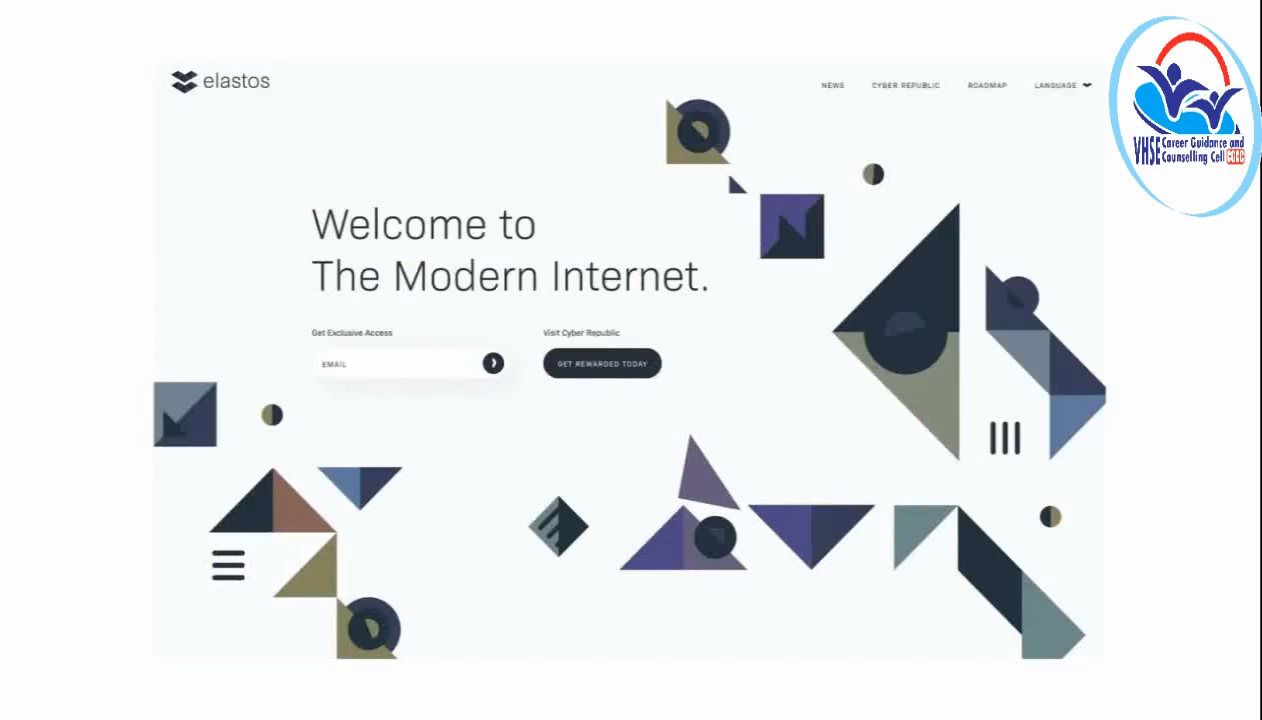 elastos
NEWS
CYBER REPUBLIC
ROADMAP
LANGUAGE
VHSE Career Guidance and
Counselling Cell CGCC
Welcome to
The Modern Internet.
Get Exclusive Access
Visit Cyber Republic
EMAIL
GET REWARDED TODAY